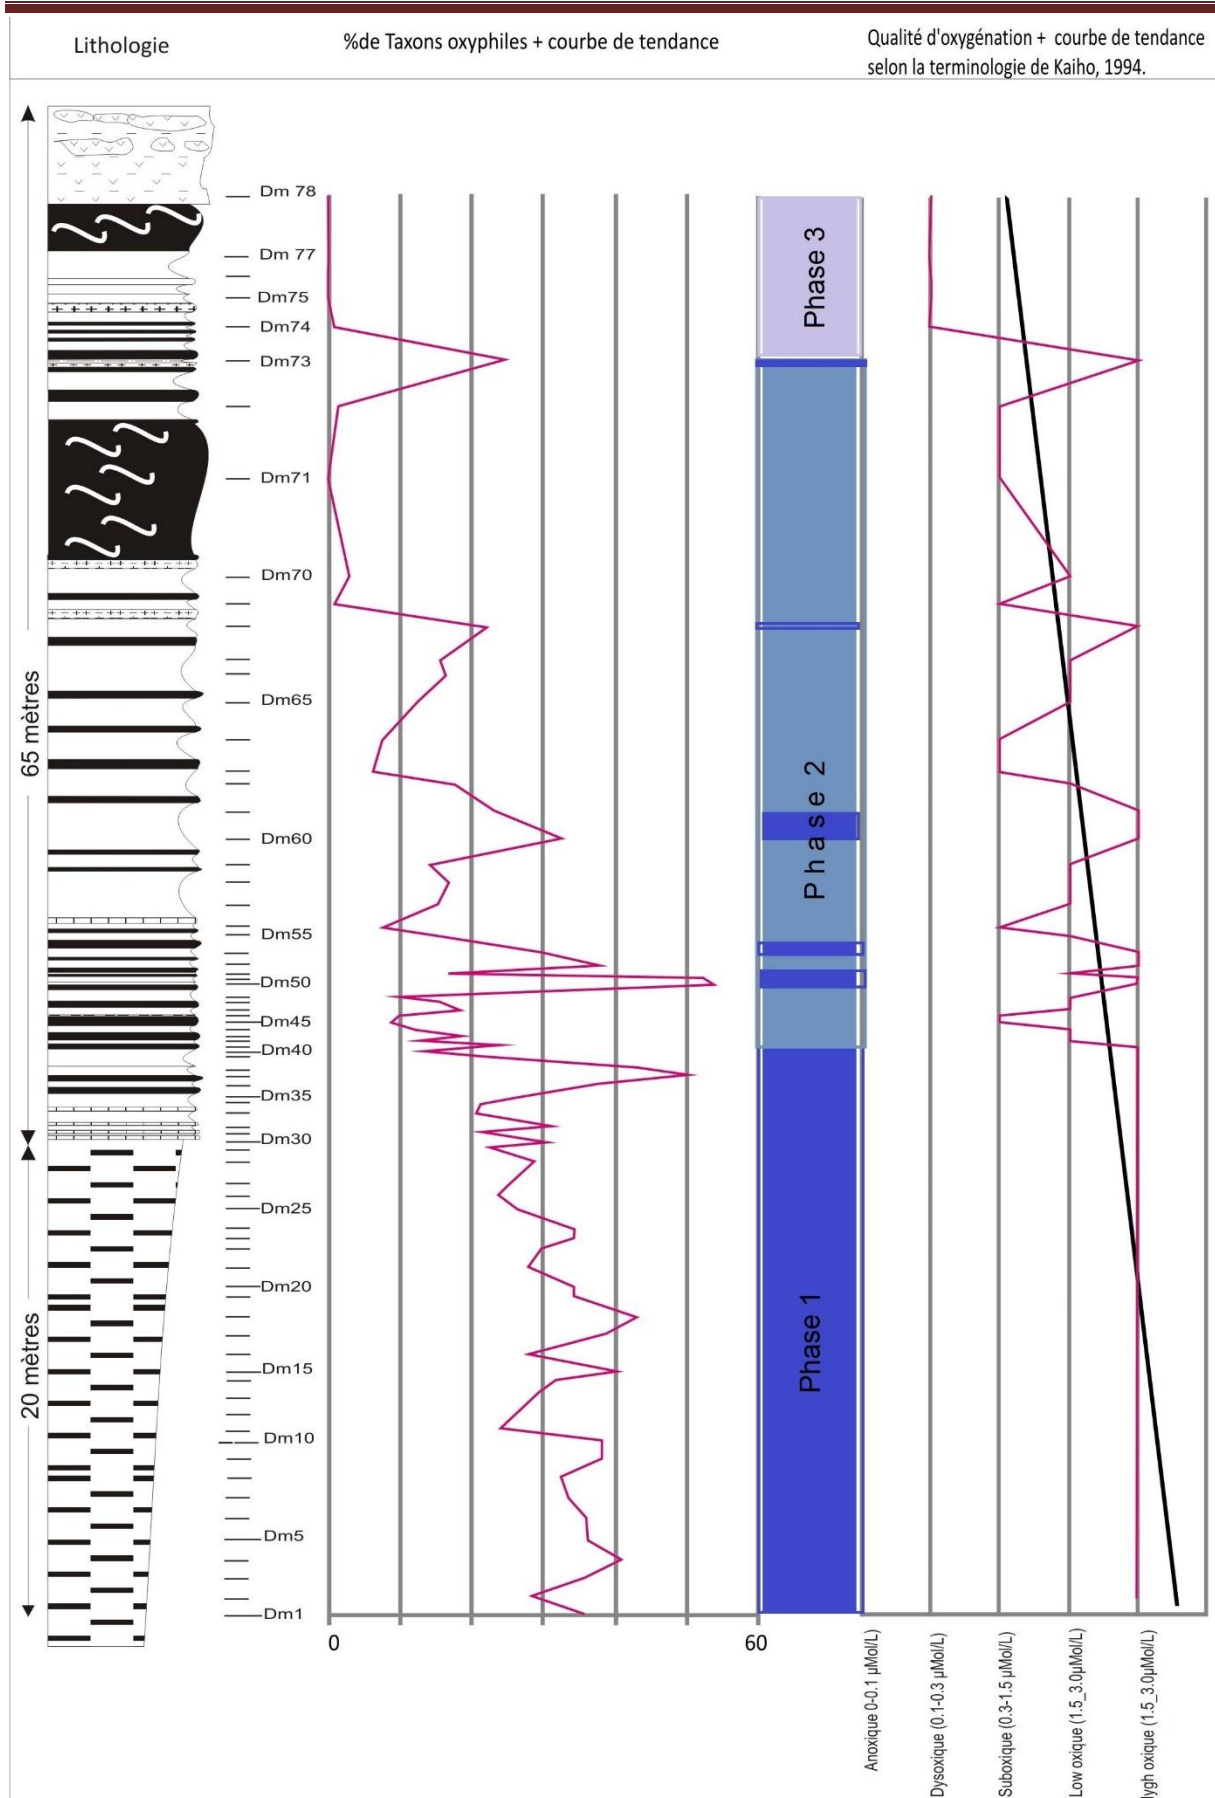 Lithologie
%de Taxons oxyphiles + courbe de tendance
Qualité d'oxygénation + courbe de tendance
selon la terminologie de Kaiho, 1994.
Dm 78
Dm 77
Dm75
Dm74
Dm73
Dm71
Dm70
Dm65
Dm60
Dm55
Dm50
Dm45
Dm40
Dm35
Dm30
Dm25
Dm20
Dm15
Dm10
Dm5
Dm1
65 mètres
20 mètres
Phase 3
Phase 2
Phase 1
0
60
Anoxique 0-0.1 µMol/L)
Dysoxique (0.1-0.3 µMol/L)
Suboxique (0.3-1.5 µMol/L)
Low oxique (1.5_3.0µMol/L)
lygh oxique (1.5_3.0µMol/L)